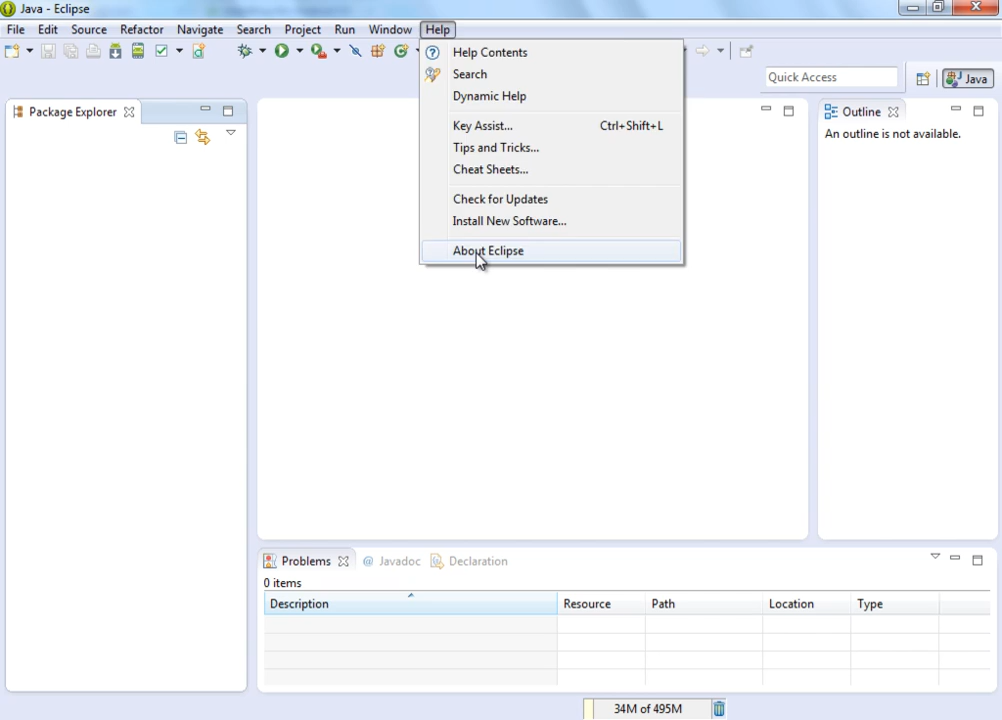 Java - Eclipse
File Edit Source Refactor Navigate Search Project Run Window Help
Help Contents
Search
Dynamic Help
Key Assist... Ctrl+Shift+L
Tips and Tricks...
Cheat Sheets...
Check for Updates
Install New Software...
About Eclipse
Quick Access
Java
Package Explorer
Outline
An outline is not available.
Problems @ Javadoc Declaration
0 items
Description Resource Path Location Type
34M of 495M